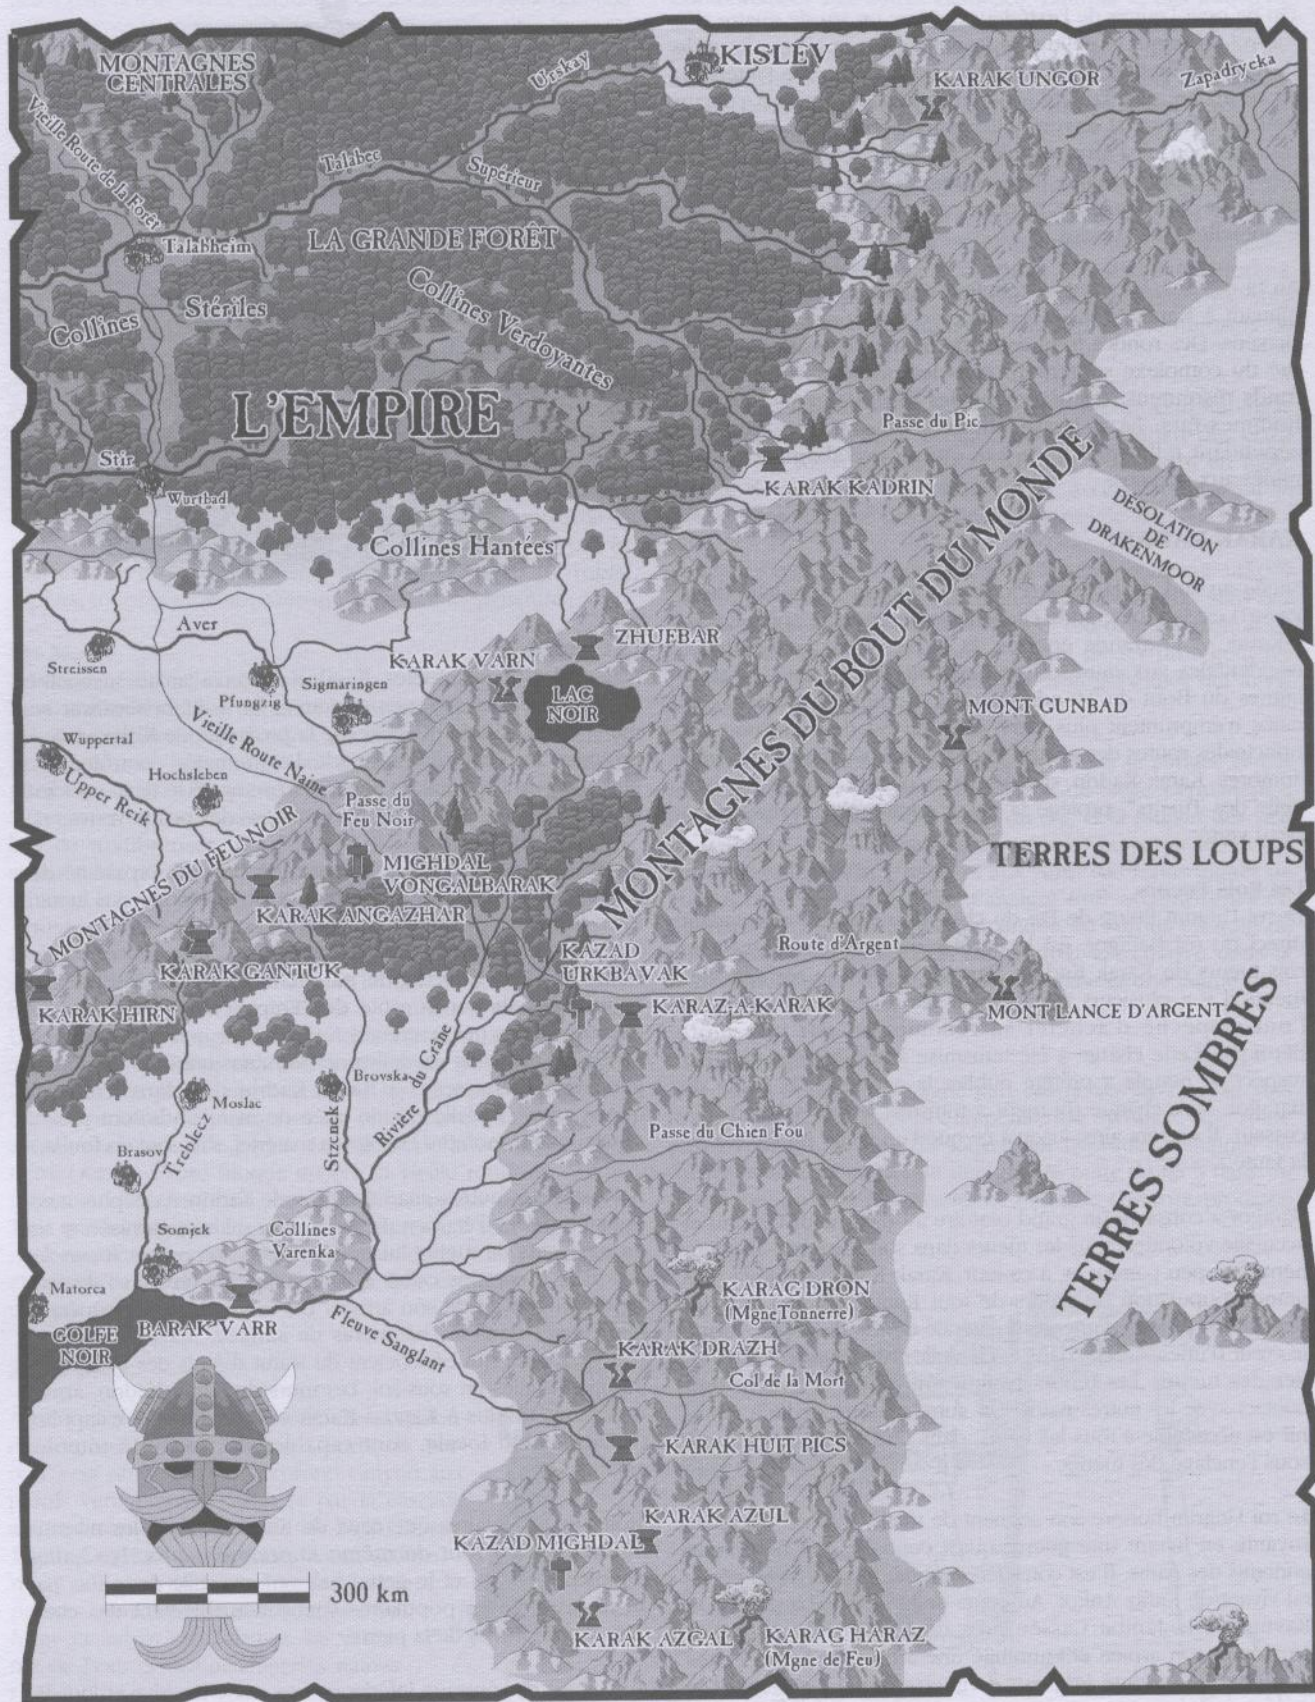 MONTAGNES
CENTRALES
KISLEV
Urskay
KARAK UNGOR
Zapadryeka
Vieille Route de la Forêt
Talabec
Supérieur
Talabheim
LA GRANDE FORÊT
Collines
Stériles
Collines Verdoyantes
L'EMPIRE
Passe du Pic
Stir
Wurtbad
KARAK KADRIN
DÉSOLATION
DE
DRAKENMOOR
Collines Hantées
MONTAGNES DU BOUT DU MONDE
Aver
ZHUFBAR
Streissen
KARAK VARN
Pfungzig
Sigmaringen
LAC
NOIR
MONT GUNBAD
Wuppertal
Vieille Route Naine
Upper Reik
Hochsleben
Passe du
Feu Noir
MONTAGNES DU FEU NOIR
MIGHDAL
VONGALBARAK
TERRES DES LOUPS
KARAK ANGAZHAR
KAZAD
URKBAVAK
Route d'Argent
KARAK GANTUK
KARAK HIRN
KARAZ-A-KARAK
MONT LANCE D'ARGENT
TERRES SOMBRES
Moslac
Brovska
Rivière
du Crâne
Passe du Chien Fou
Brasov
Treblecz
Stzenek
Somjek
Collines
Varenka
Matorca
KARAG DRON
(Mgne Tonnerre)
GOLFE
NOIR
BARAK VARR
Fleuve Sanglant
KARAK DRAZH
Col de la Mort
KARAK HUIT PICS
KARAK AZUL
KAZAD MIGHDAL
300 km
KARAK AZGAL
KARAG HARAZ
(Mgne de Feu)